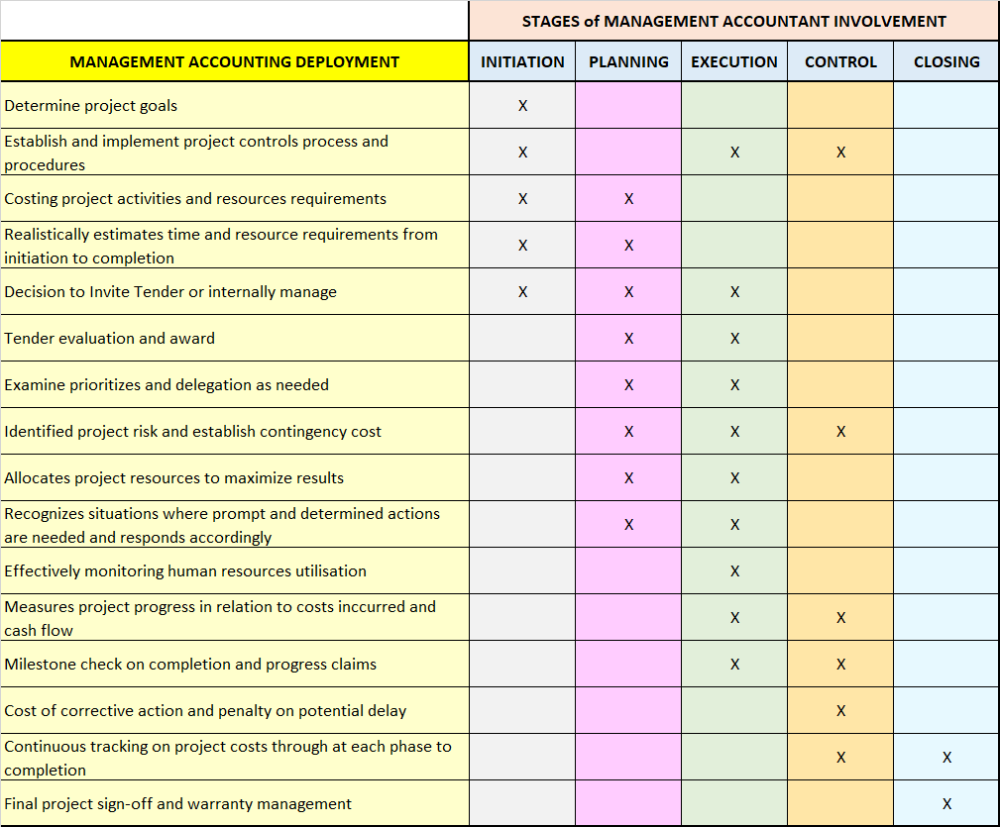 STAGES of MANAGEMENT ACCOUNTANT INVOLVEMENT
MANAGEMENT ACCOUNTING DEPLOYMENT INITIATION PLANNING EXECUTION CONTROL CLOSING
Determine project goals X
Establish and implement project controls process and
procedures X X X
Costing project activities and resources requirements X X
Realistically estimates time and resource requirements from
initiation to completion X X
Decision to Invite Tender or internally manage X X X
Tender evaluation and award X X
Examine prioritizes and delegation as needed X X
Identified project risk and establish contingency cost X X X
Allocates project resources to maximize results X X
Recognizes situations where prompt and determined actions
are needed and responds accordingly X X
Effectively monitoring human resources utilisation X
Measures project progress in relation to costs inccurred and
cash flow X X
Milestone check on completion and progress claims X X
Cost of corrective action and penalty on potential delay X
Continuous tracking on project costs through at each phase to
completion X X
Final project sign-off and warranty management X